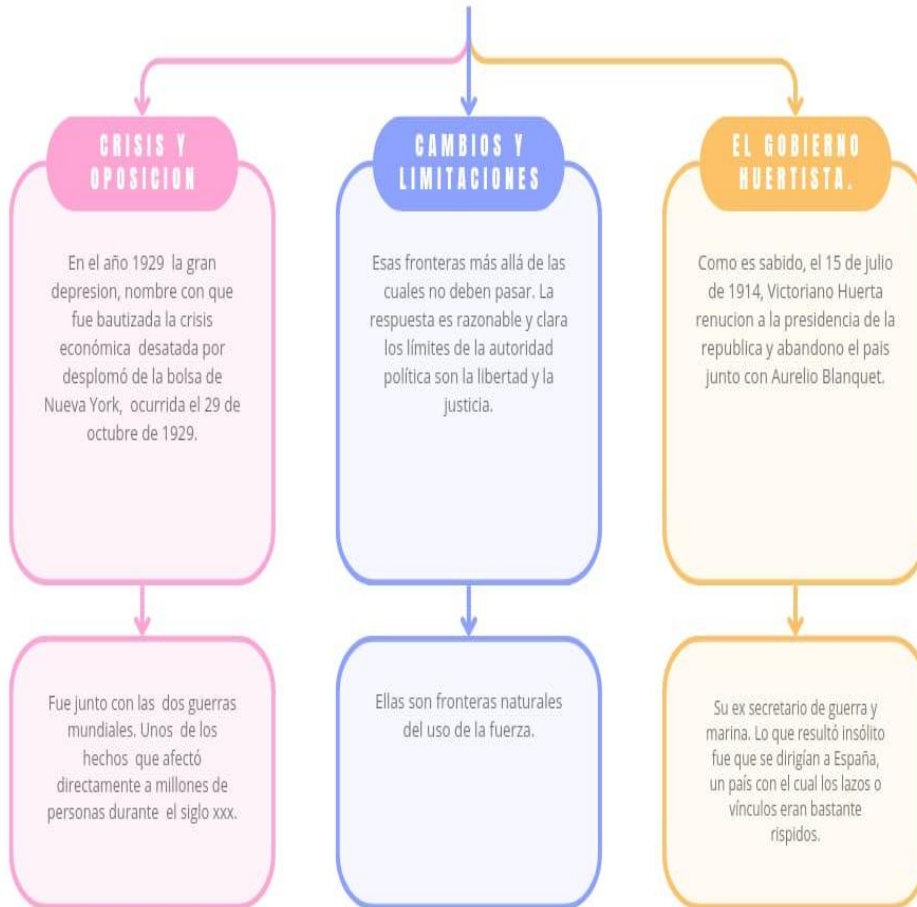 CRISIS Y
OPOSICION
En el año 1929 la gran
depresion, nombre con que
fue bautizada la crisis
económica desatada por
desplomó de la bolsa de
Nueva York, ocurrida el 29 de
octubre de 1929.
Fue junto con las dos guerras
mundiales. Unos de los
hechos que afectó
directamente a millones de
personas durante el siglo xxx.
CAMBIOS Y
LIMITACIONES
Esas fronteras más allá de las
cuales no deben pasar. La
respuesta es razonable y clara
los límites de la autoridad
política son la libertad y la
justicia.
Ellas son fronteras naturales
del uso de la fuerza.
EL GOBIERNO
HUERTISTA.
Como es sabido, el 15 de julio
de 1914, Victoriano Huerta
renucion a la presidencia de la
republica y abandono el pais
junto con Aurelio Blanquet.
Su ex secretario de guerra y
marina. Lo que resultó insólito
fue que se dirigían a España,
un país con el cual los lazos o
vínculos eran bastante
rispidos.